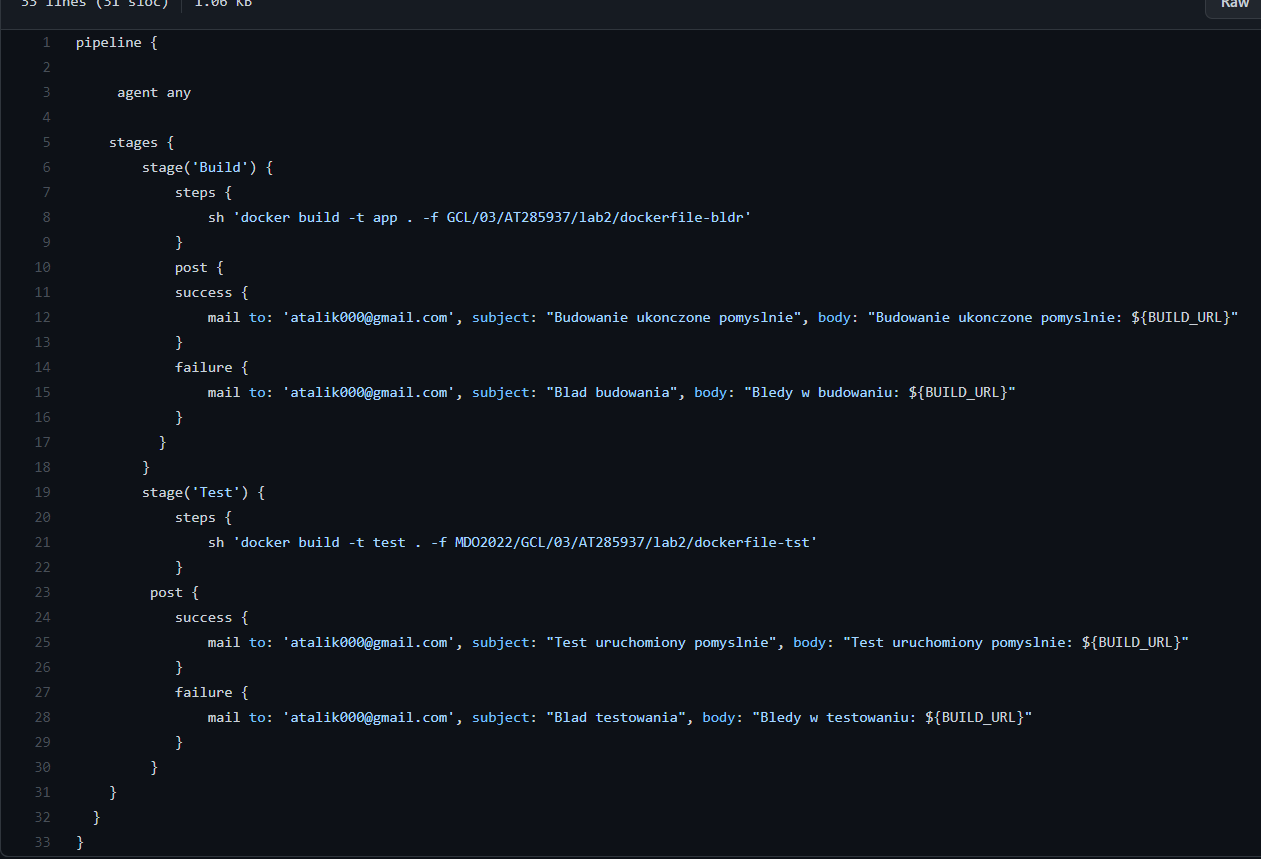 33 lines (31 sloc) 1.06 KB
Raw
1 pipeline {
2
3      agent any
4
5     stages {
6         stage('Build') {
7             steps {
8                 sh 'docker build -t app . -f GCL/03/AT285937/lab2/dockerfile-bldr'
9             }
10             post {
11             success {
12                 mail to: 'atalik000@gmail.com', subject: "Budowanie ukonczone pomyslnie", body: "Budowanie ukonczone pomyslnie: ${BUILD_URL}"
13             }
14             failure {
15                 mail to: 'atalik000@gmail.com', subject: "Blad budowania", body: "Bledy w budowaniu: ${BUILD_URL}"
16             }
17           }
18         }
19         stage('Test') {
20             steps {
21                 sh 'docker build -t test . -f MDO2022/GCL/03/AT285937/lab2/dockerfile-tst'
22             }
23          post {
24             success {
25                 mail to: 'atalik000@gmail.com', subject: "Test uruchomiony pomyslnie", body: "Test uruchomiony pomyslnie: ${BUILD_URL}"
26             }
27             failure {
28                 mail to: 'atalik000@gmail.com', subject: "Blad testowania", body: "Bledy w testowaniu: ${BUILD_URL}"
29             }
30          }
31     }
32   }
33 }